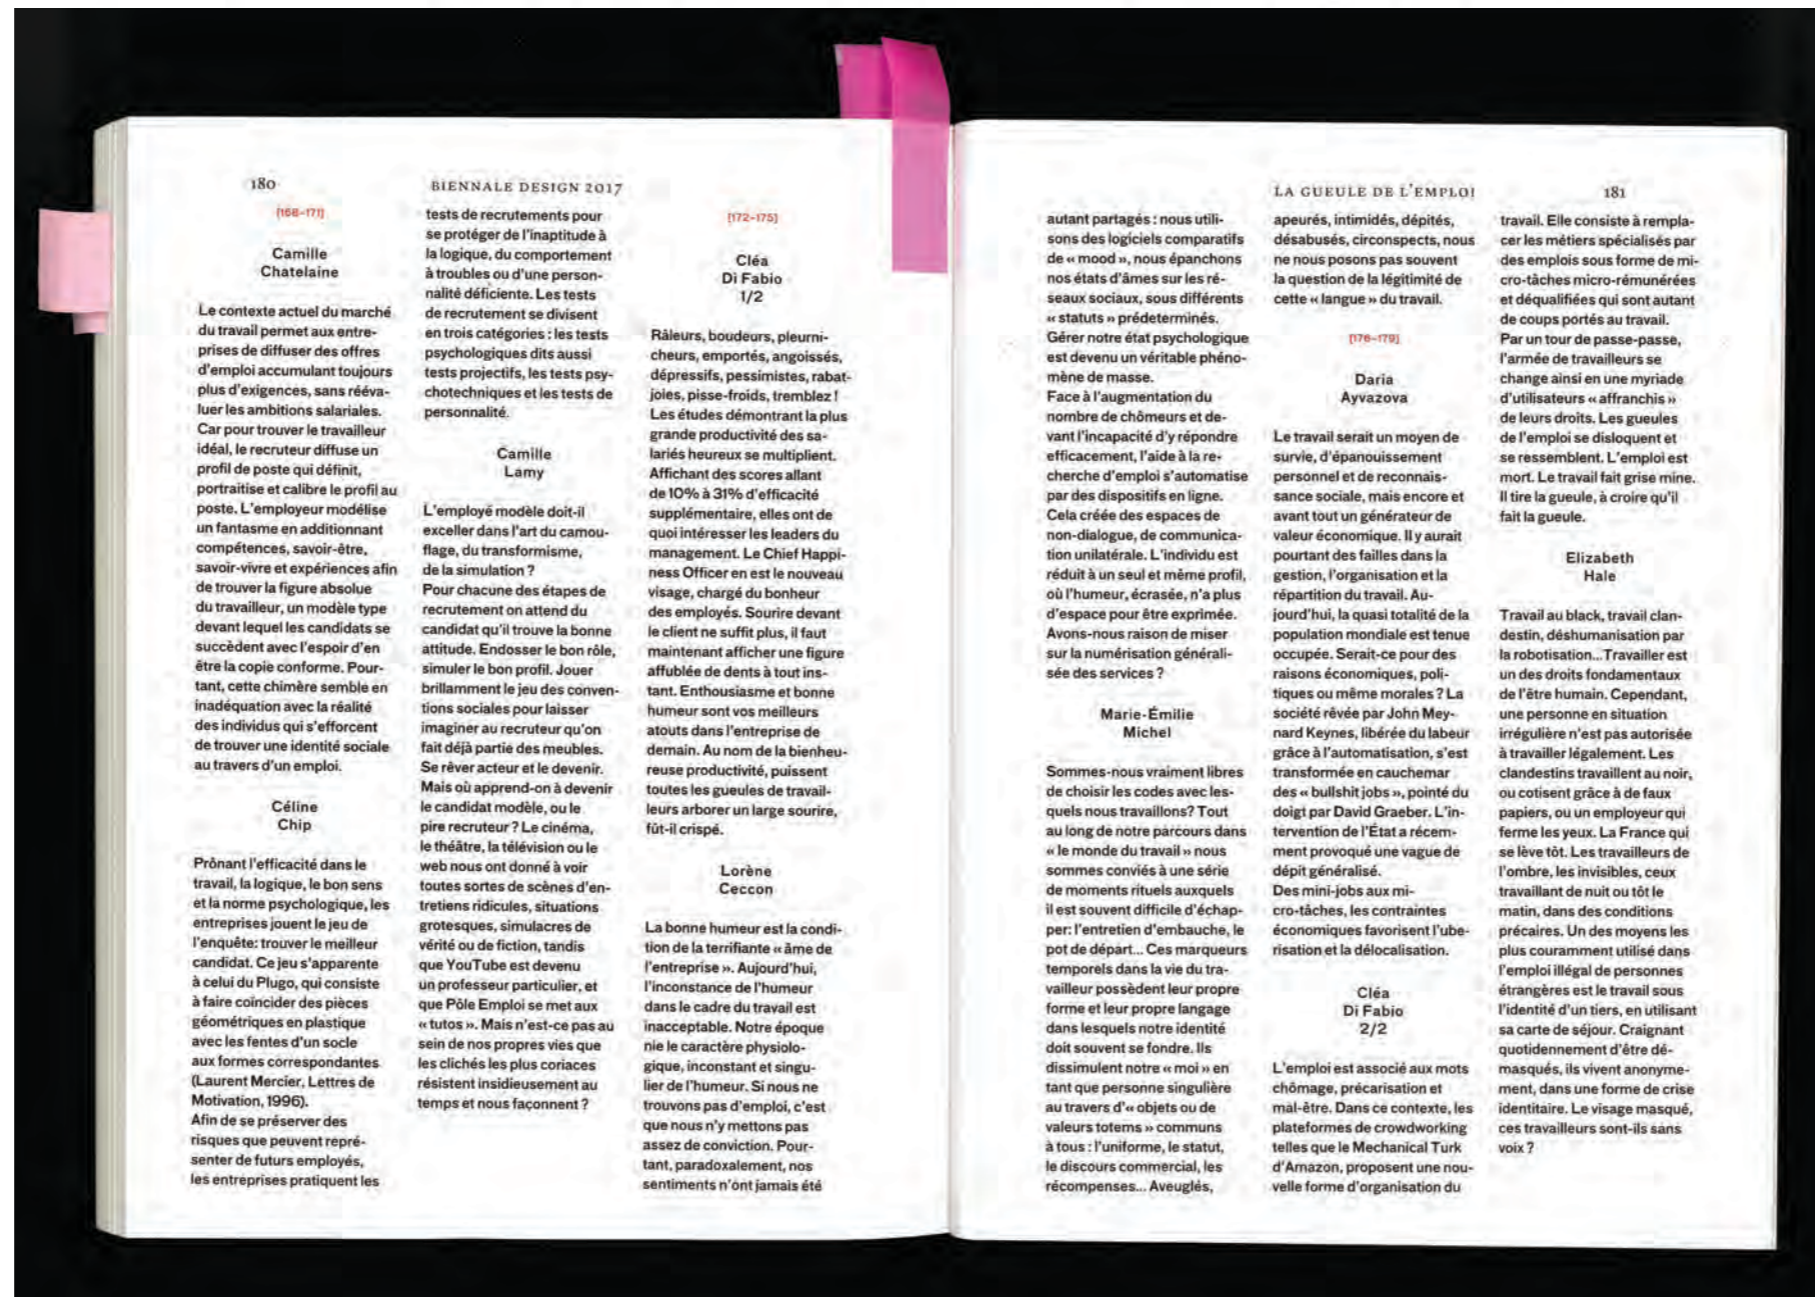 180
BIENNALE DESIGN 2017
[168-171]
Camille
Chatelaine
Le contexte actuel du marché
du travail permet aux entre-
prises de diffuser des offres
d'emploi accumulant toujours
plus d'exigences, sans rééva-
luer les ambitions salariales.
Car pour trouver le travailleur
idéal, le recruteur diffuse un
profil de poste qui définit,
portraitise et calibre le profil au
poste. L'employeur modélise
un fantasme en additionnant
compétences, savoir-être,
savoir-vivre et expériences afin
de trouver la figure absolue
du travailleur, un modèle type
devant lequel les candidats se
succèdent avec l'espoir d'en
être la copie conforme. Pour-
tant, cette chimère semble en
inadéquation avec la réalité
des individus qui s'efforcent
de trouver une identité sociale
au travers d'un emploi.
Céline
Chip
Prônant l'efficacité dans le
travail, la logique, le bon sens
et la norme psychologique, les
entreprises jouent le jeu de
l'enquête: trouver le meilleur
candidat. Ce jeu s'apparente
à celui du Plugo, qui consiste
à faire coïncider des pièces
géométriques en plastique
avec les fentes d'un socle
aux formes correspondantes
(Laurent Mercier, Lettres de
Motivation, 1996).
Afin de se préserver des
risques que peuvent repré-
senter de futurs employés,
les entreprises pratiquent les
tests de recrutements pour
se protéger de l'inaptitude à
la logique, du comportement
à troubles ou d'une person-
nalité déficiente. Les tests
de recrutement se divisent
en trois catégories : les tests
psychologiques dits aussi
tests projectifs, les tests psy-
chotechniques et les tests de
personnalité.
Camille
Lamy
L'employé modèle doit-il
exceller dans l'art du camou-
flage, du transformisme,
de la simulation ?
Pour chacune des étapes de
recrutement on attend du
candidat qu'il trouve la bonne
attitude. Endosser le bon rôle,
simuler le bon profil. Jouer
brillamment le jeu des conven-
tions sociales pour laisser
imaginer au recruteur qu'on
fait déjà partie des meubles.
Se rêver acteur et le devenir.
Mais où apprend-on à devenir
le candidat modèle, ou le
pire recruteur ? Le cinéma,
le théâtre, la télévision ou le
web nous ont donné à voir
toutes sortes de scènes d'en-
tretiens ridicules, situations
grotesques, simulacres de
vérité ou de fiction, tandis
que YouTube est devenu
un professeur particulier, et
que Pôle Emploi se met aux
« tutos ». Mais n'est-ce pas au
sein de nos propres vies que
les clichés les plus coriaces
résistent insidieusement au
temps et nous façonnent ?
[172-175]
Cléa
Di Fabio
1/2
Râleurs, boudeurs, pleurni-
cheurs, emportés, angoissés,
dépressifs, pessimistes, rabat-
joies, pisse-froids, tremblez !
Les études démontrant la plus
grande productivité des sa-
lariés heureux se multiplient.
Affichant des scores allant
de 10% à 31% d'efficacité
supplémentaire, elles ont de
quoi intéresser les leaders du
management. Le Chief Happi-
ness Officer en est le nouveau
visage, chargé du bonheur
des employés. Sourire devant
le client ne suffit plus, il faut
maintenant afficher une figure
affublée de dents à tout ins-
tant. Enthousiasme et bonne
humeur sont vos meilleurs
atouts dans l'entreprise de
demain. Au nom de la bienheu-
reuse productivité, puissent
toutes les gueules de travail-
leurs arborer un large sourire,
fût-il crispé.
Lorène
Ceccon
La bonne humeur est la condi-
tion de la terrifiante « âme de
l'entreprise ». Aujourd'hui,
l'inconstance de l'humeur
dans le cadre du travail est
inacceptable. Notre époque
nie le caractère physiolo-
gique, inconstant et singu-
lier de l'humeur. Si nous ne
trouvons pas d'emploi, c'est
que nous n'y mettons pas
assez de conviction. Pour-
tant, paradoxalement, nos
sentiments n'ont jamais été
LA GUEULE DE L'EMPLOI
181
autant partagés : nous utili-
sons des logiciels comparatifs
de « mood », nous épanchons
nos états d'âmes sur les ré-
seaux sociaux, sous différents
« statuts » prédeterminés.
Gérer notre état psychologique
est devenu un véritable phéno-
mène de masse.
Face à l'augmentation du
nombre de chômeurs et de-
vant l'incapacité d'y répondre
efficacement, l'aide à la re-
cherche d'emploi s'automatise
par des dispositifs en ligne.
Cela créée des espaces de
non-dialogue, de communica-
tion unilatérale. L'individu est
réduit à un seul et même profil,
où l'humeur, écrasée, n'a plus
d'espace pour être exprimée.
Avons-nous raison de miser
sur la numérisation générali-
sée des services ?
Marie-Émilie
Michel
Sommes-nous vraiment libres
de choisir les codes avec les-
quels nous travaillons? Tout
au long de notre parcours dans
« le monde du travail » nous
sommes conviés à une série
de moments rituels auxquels
il est souvent difficile d'échap-
per: l'entretien d'embauche, le
pot de départ... Ces marqueurs
temporels dans la vie du tra-
vailleur possèdent leur propre
forme et leur propre langage
dans lesquels notre identité
doit souvent se fondre. Ils
dissimulent notre « moi » en
tant que personne singulière
au travers d'« objets ou de
valeurs totems » communs
à tous : l'uniforme, le statut,
le discours commercial, les
récompenses... Aveuglés,
apeurés, intimidés, dépités,
désabusés, circonspects, nous
ne nous posons pas souvent
la question de la légitimité de
cette « langue » du travail.
[176-179]
Daria
Ayvazova
Le travail serait un moyen de
survie, d'épanouissement
personnel et de reconnais-
sance sociale, mais encore et
avant tout un générateur de
valeur économique. Il y aurait
pourtant des failles dans la
gestion, l'organisation et la
répartition du travail. Au-
jourd'hui, la quasi totalité de la
population mondiale est tenue
occupée. Serait-ce pour des
raisons économiques, poli-
tiques ou même morales ? La
société rêvée par John Mey-
nard Keynes, libérée du labeur
grâce à l'automatisation, s'est
transformée en cauchemar
des « bullshit jobs », pointé du
doigt par David Graeber. L'in-
tervention de l'État a récem-
ment provoqué une vague de
dépit généralisé.
Des mini-jobs aux mi-
cro-tâches, les contraintes
économiques favorisent l'ube-
risation et la délocalisation.
Cléa
Di Fabio
2/2
L'emploi est associé aux mots
chômage, précarisation et
mal-être. Dans ce contexte, les
plateformes de crowdworking
telles que le Mechanical Turk
d'Amazon, proposent une nou-
velle forme d'organisation du
travail. Elle consiste à rempla-
cer les métiers spécialisés par
des emplois sous forme de mi-
cro-tâches micro-rémunérées
et déqualifiées qui sont autant
de coups portés au travail.
Par un tour de passe-passe,
l'armée de travailleurs se
change ainsi en une myriade
d'utilisateurs « affranchis »
de leurs droits. Les gueules
de l'emploi se disloquent et
se ressemblent. L'emploi est
mort. Le travail fait grise mine.
Il tire la gueule, à croire qu'il
fait la gueule.
Elizabeth
Hale
Travail au black, travail clan-
destin, déshumanisation par
la robotisation... Travailler est
un des droits fondamentaux
de l'être humain. Cependant,
une personne en situation
irrégulière n'est pas autorisée
à travailler légalement. Les
clandestins travaillent au noir,
ou cotisent grâce à de faux
papiers, ou un employeur qui
ferme les yeux. La France qui
se lève tôt. Les travailleurs de
l'ombre, les invisibles, ceux
travaillant de nuit ou tôt le
matin, dans des conditions
précaires. Un des moyens les
plus couramment utilisé dans
l'emploi illégal de personnes
étrangères est le travail sous
l'identité d'un tiers, en utilisant
sa carte de séjour. Craignant
quotidennement d'être dé-
masqués, ils vivent anonyme-
ment, dans une forme de crise
identitaire. Le visage masqué,
ces travailleurs sont-ils sans
voix ?